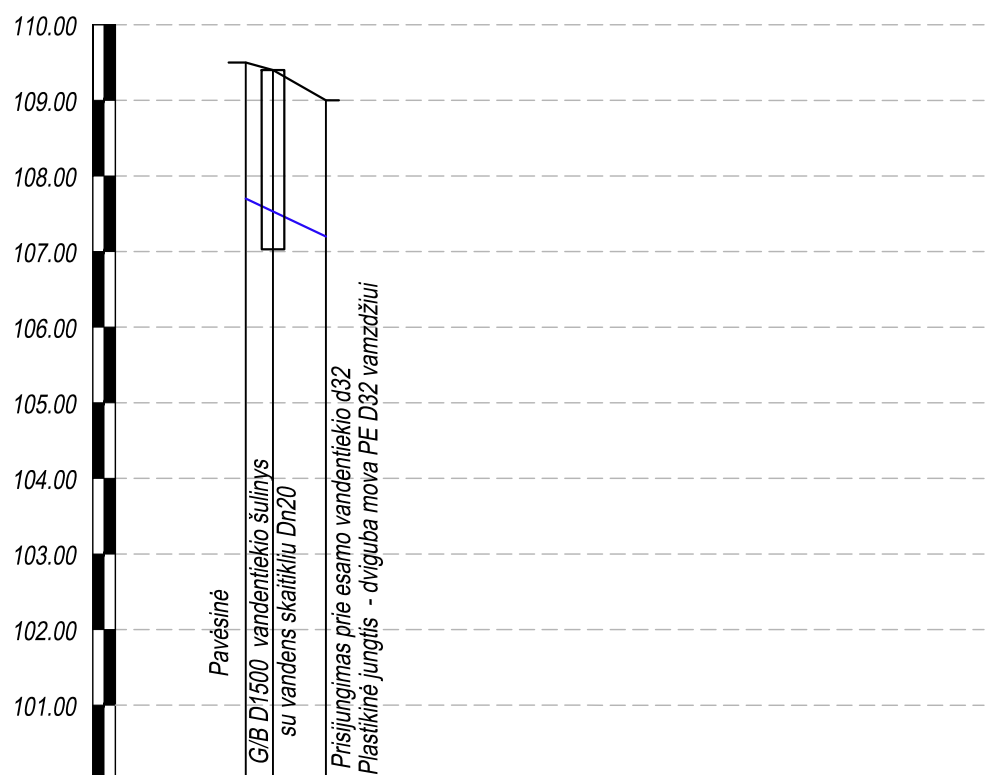 110.00
109.00
108.00
107.00
106.00
105.00
104.00
103.00
102.00
101.00
Pavėsinė
G/B D1500 vandentiekio šulinys
su vandens skaitikliu Dn20
Prisijungimas prie esamo vandentiekio d32
Plastikinė jungtis - dviguba mova PE D32 vamzdžiui